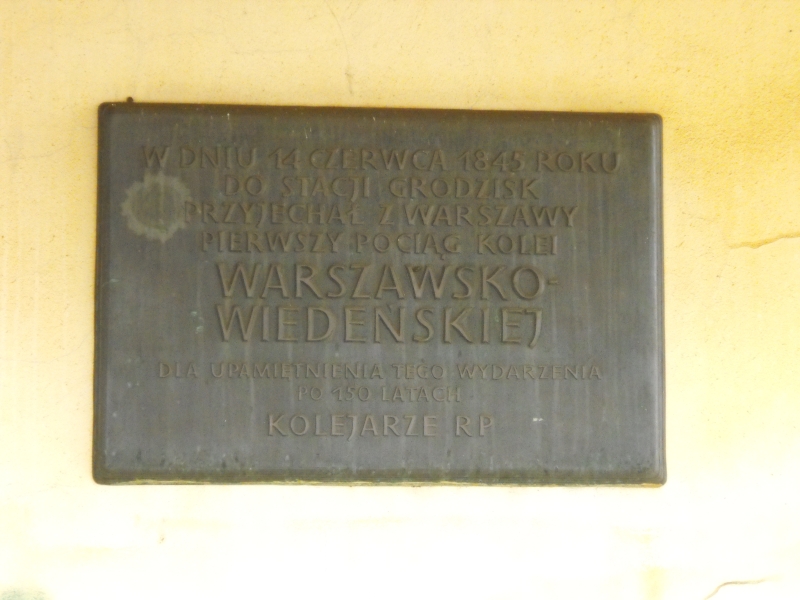 W DNIU 14 CZERWCA 1845 ROKU
DO STACJI GRODZISK
PRZYJECHAŁ Z WARSZAWY
PIERWSZY POCIĄG KOLEI
WARSZAWSKO-
WIEDEŃSKIEJ
DLA UPAMIĘTNIENIA TEGO WYDARZENIA
PO 150 LATACH
KOLEJARZE RP